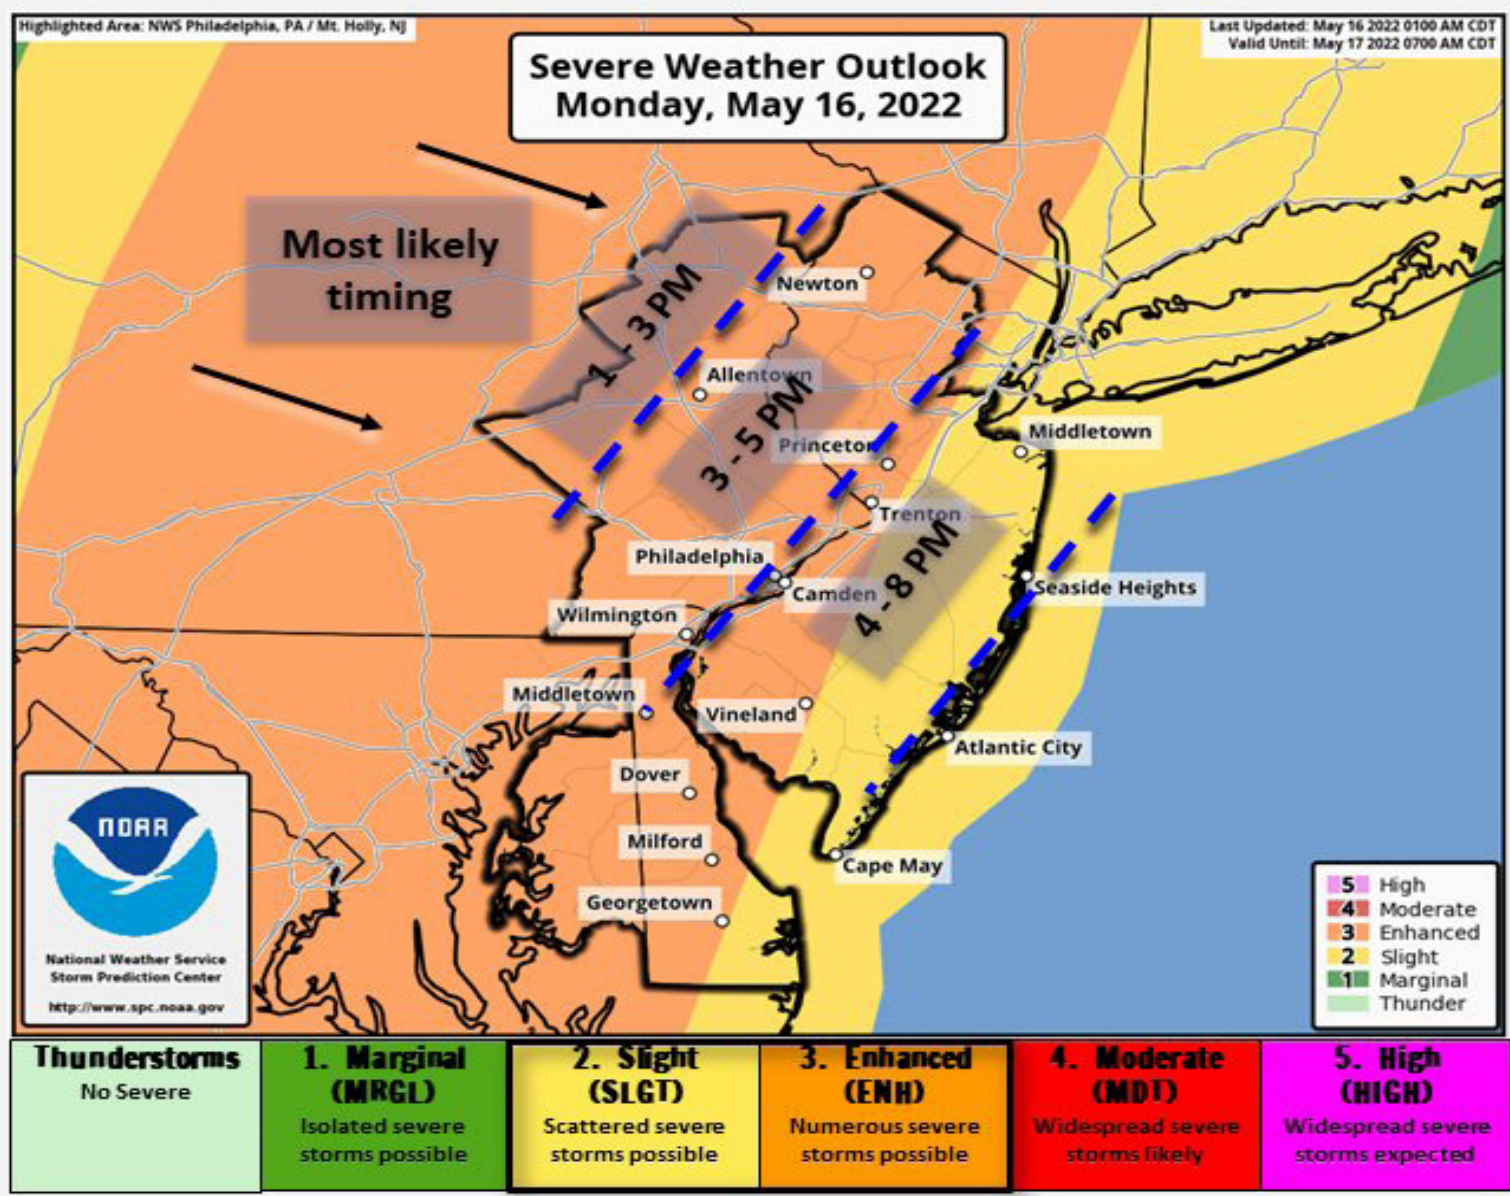 Highlighted Area: NWS Philadelphia, PA / Mt. Holly, NJ
Last Updated: May 16 2022 0100 AM CDT
Valid Until: May 17 2022 0700 AM CDT
Severe Weather Outlook
Monday, May 16, 2022
Most likely
timing
1 - 3 PM
Newton
Allentown
3 - 5 PM
Princeton
Middletown
Trenton
Philadelphia
Camden
4 - 8 PM
Seaside Heights
Wilmington
Middletown
Vineland
Atlantic City
Dover
Milford
Cape May
Georgetown
NOAA
National Weather Service
Storm Prediction Center
http://www.spc.noaa.gov
5 High
4 Moderate
3 Enhanced
2 Slight
1 Marginal
Thunder
Thunderstorms
No Severe
1. Marginal
(MRGL)
Isolated severe
storms possible
2. Slight
(SLGT)
Scattered severe
storms possible
3. Enhanced
(ENH)
Numerous severe
storms possible
4. Moderate
(MDT)
Widespread severe
storms likely
5. High
(HIGH)
Widespread severe
storms expected